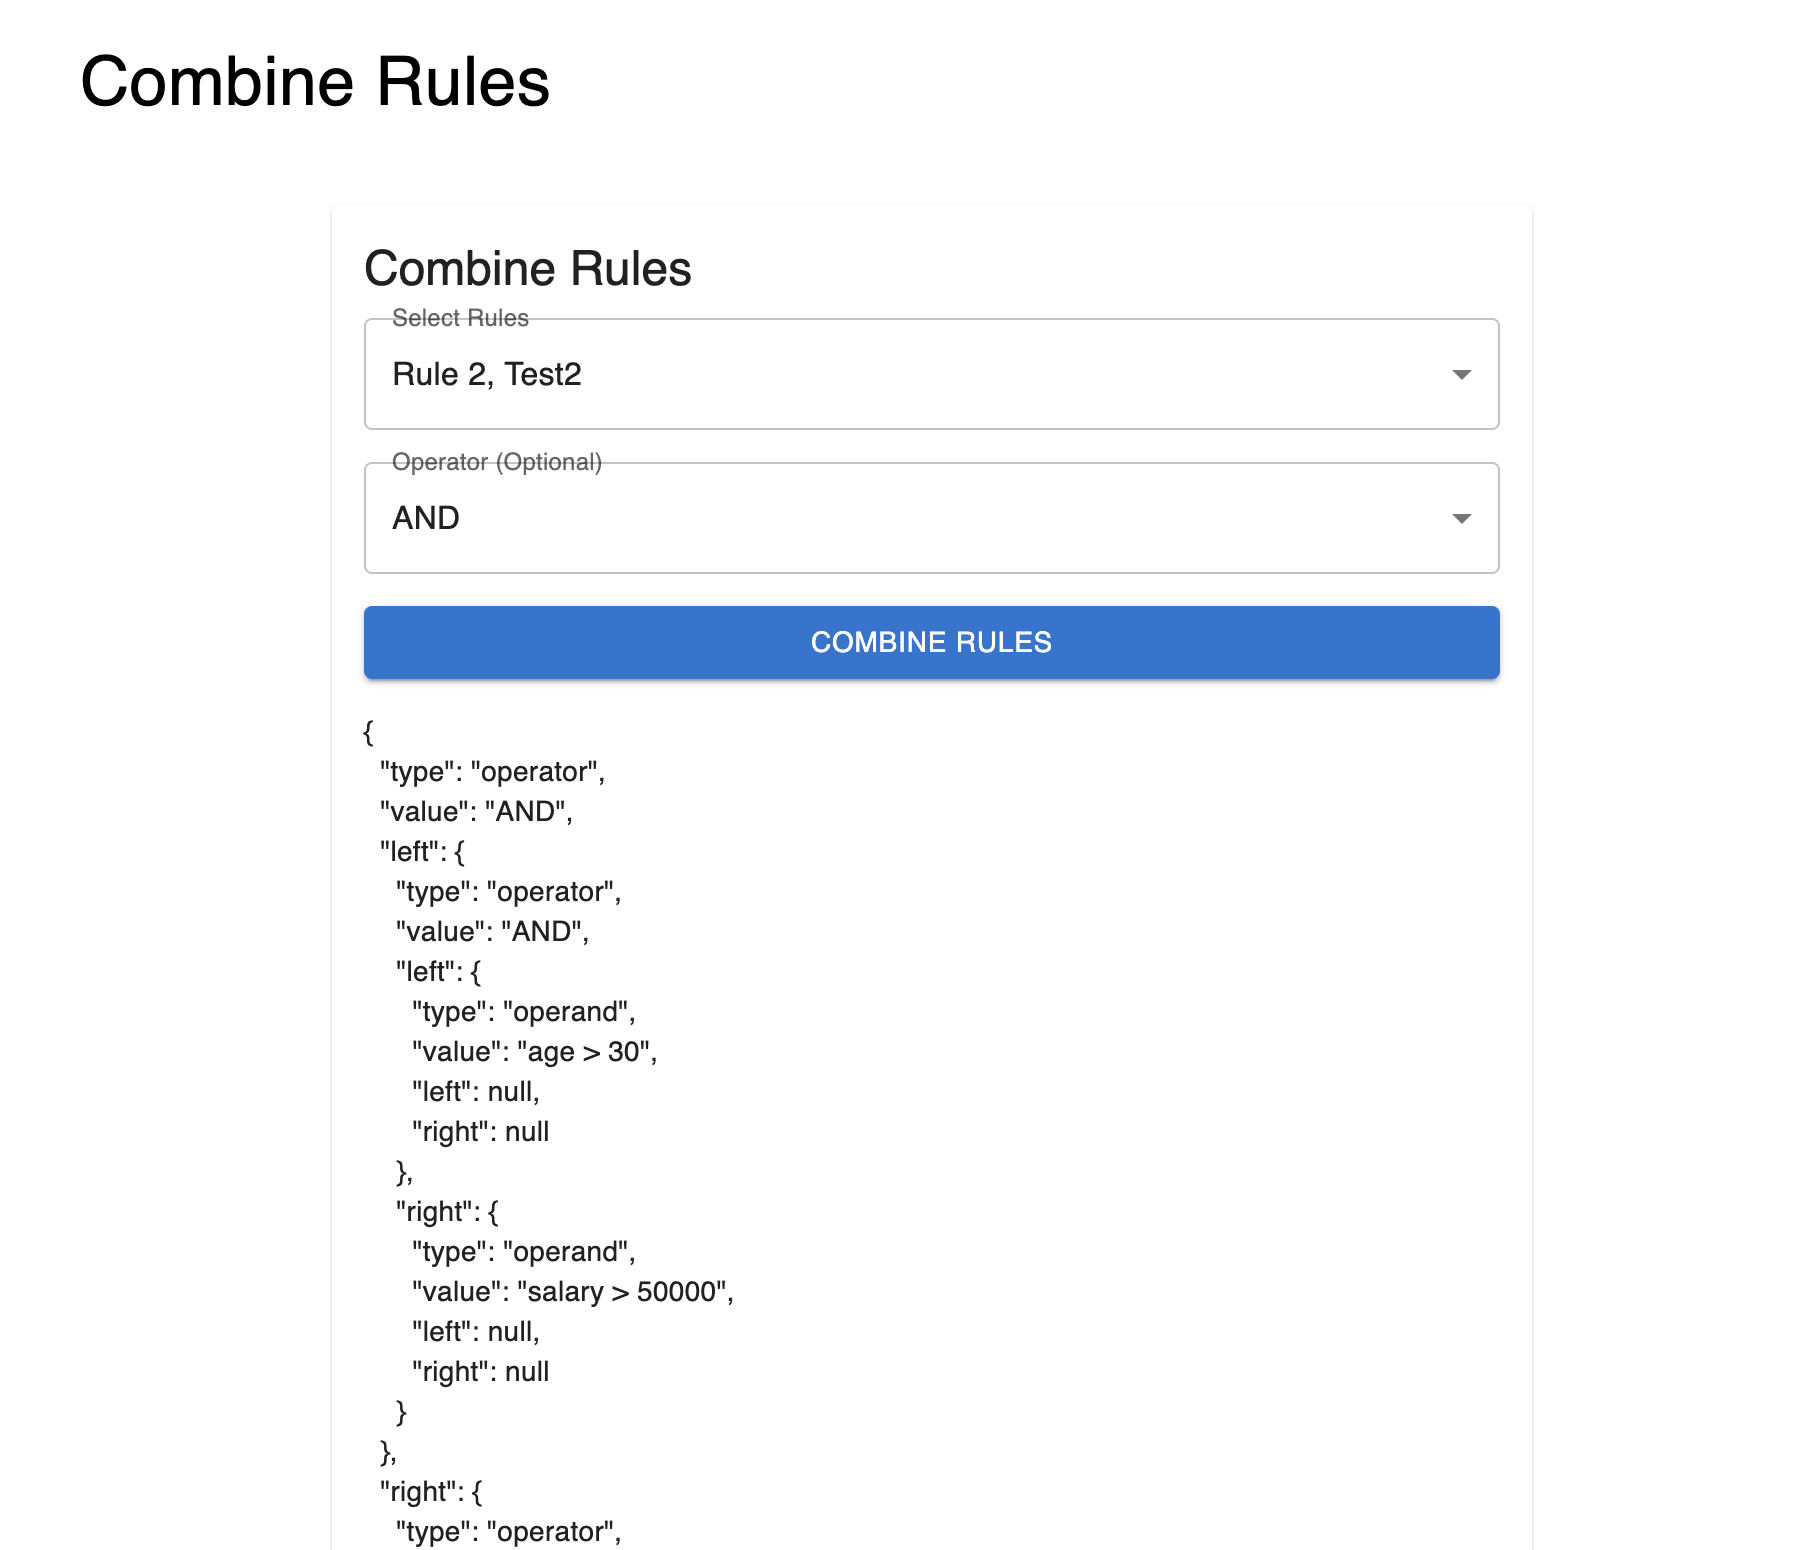 Combine Rules
Combine Rules
Select Rules
Rule 2, Test2
Operator (Optional)
AND
COMBINE RULES
{
  "type": "operator",
  "value": "AND",
  "left": {
    "type": "operator",
    "value": "AND",
    "left": {
      "type": "operand",
      "value": "age > 30",
      "left": null,
      "right": null
    },
    "right": {
      "type": "operand",
      "value": "salary > 50000",
      "left": null,
      "right": null
    }
  },
  "right": {
    "type": "operator",